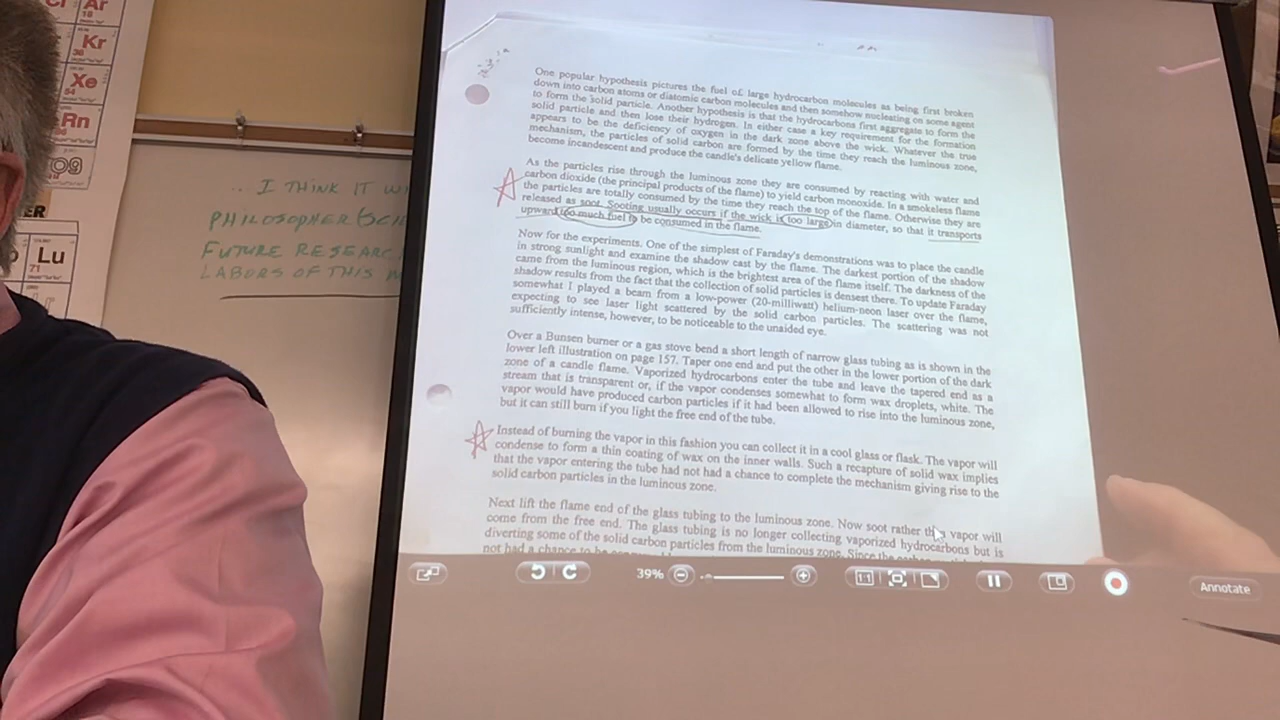 Ar
18
Kr
36
Xe
54
Rn
86
og
ER
Lu
71
.. I THINK IT
PHILOSOPHER
FUTURE RESEARC
LABORS OF THIS
One popular hypothesis pictures the fuel of large hydrocarbon molecules as being first broken
down into carbon atoms or diatomic carbon molecules and then somehow nucleating on some agent
to form the solid particle. Another hypothesis is that the hydrocarbons first aggregate to form the
solid particle and then lose their hydrogen. In either case a key requirement for the formation
appears to be the deficiency of oxygen in the dark zone above the wick. Whatever the true
mechanism, the particles of solid carbon are formed by the time they reach the luminous zone,
become incandescent and produce the candle's delicate yellow flame.
As the particles rise through the luminous zone they are consumed by reacting with water and
carbon dioxide (the principal products of the flame) to yield carbon monoxide. In a smokeless flame
the particles are totally consumed by the time they reach the top of the flame. Otherwise they are
released as soot. Sooting usually occurs if the wick is too large in diameter, so that it transports
upward too much fuel to be consumed in the flame.
Now for the experiments. One of the simplest of Faraday's demonstrations was to place the candle
in strong sunlight and examine the shadow cast by the flame. The darkest portion of the shadow
came from the luminous region, which is the brightest area of the flame itself. The darkness of the
shadow results from the fact that the collection of solid particles is densest there. To update Faraday
somewhat I played a beam from a low-power (20-milliwatt) helium-neon laser over the flame,
expecting to see laser light scattered by the solid carbon particles. The scattering was not
sufficiently intense, however, to be noticeable to the unaided eye.
Over a Bunsen burner or a gas stove bend a short length of narrow glass tubing as is shown in the
lower left illustration on page 157. Taper one end and put the other in the lower portion of the dark
zone of a candle flame. Vaporized hydrocarbons enter the tube and leave the tapered end as a
stream that is transparent or, if the vapor condenses somewhat to form wax droplets, white. The
vapor would have produced carbon particles if it had been allowed to rise into the luminous zone,
but it can still burn if you light the free end of the tube.
Instead of burning the vapor in this fashion you can collect it in a cool glass or flask. The vapor will
condense to form a thin coating of wax on the inner walls. Such a recapture of solid wax implies
that the vapor entering the tube had not had a chance to complete the mechanism giving rise to the
solid carbon particles in the luminous zone.
Next lift the flame end of the glass tubing to the luminous zone. Now soot rather than vapor will
come from the free end. The glass tubing is no longer collecting vaporized hydrocarbons but is
diverting some of the solid carbon particles from the luminous zone. Since the
not had a chance to be
39%
1:1
Annotate